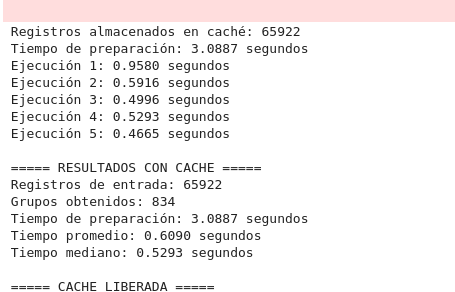 Registros almacenados en caché: 65922
Tiempo de preparación: 3.0887 segundos
Ejecución 1: 0.9580 segundos
Ejecución 2: 0.5916 segundos
Ejecución 3: 0.4996 segundos
Ejecución 4: 0.5293 segundos
Ejecución 5: 0.4665 segundos

===== RESULTADOS CON CACHE =====
Registros de entrada: 65922
Grupos obtenidos: 834
Tiempo de preparación: 3.0887 segundos
Tiempo promedio: 0.6090 segundos
Tiempo mediano: 0.5293 segundos

===== CACHE LIBERADA =====